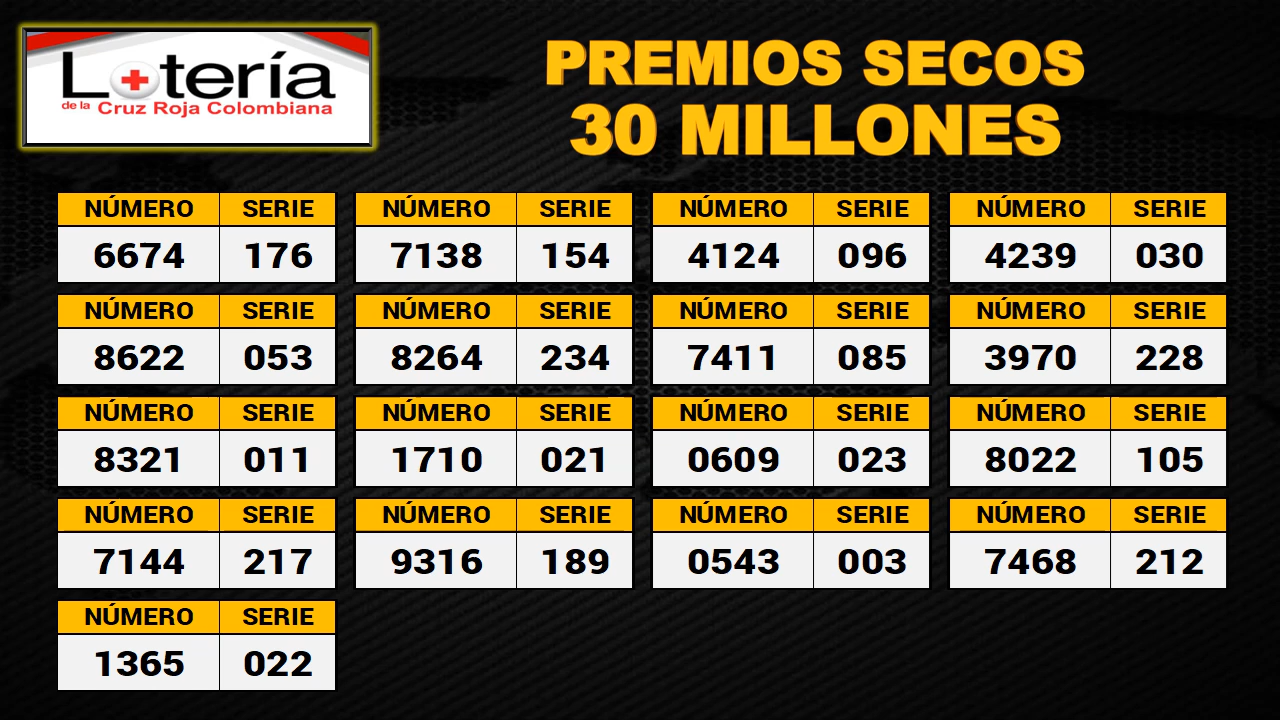 Lotería
de la Cruz Roja Colombiana
PREMIOS SECOS
30 MILLONES
NÚMERO SERIE NÚMERO SERIE NÚMERO SERIE NÚMERO SERIE
6674 176 7138 154 4124 096 4239 030
NÚMERO SERIE NÚMERO SERIE NÚMERO SERIE NÚMERO SERIE
8622 053 8264 234 7411 085 3970 228
NÚMERO SERIE NÚMERO SERIE NÚMERO SERIE NÚMERO SERIE
8321 011 1710 021 0609 023 8022 105
NÚMERO SERIE NÚMERO SERIE NÚMERO SERIE NÚMERO SERIE
7144 217 9316 189 0543 003 7468 212
NÚMERO SERIE
1365 022